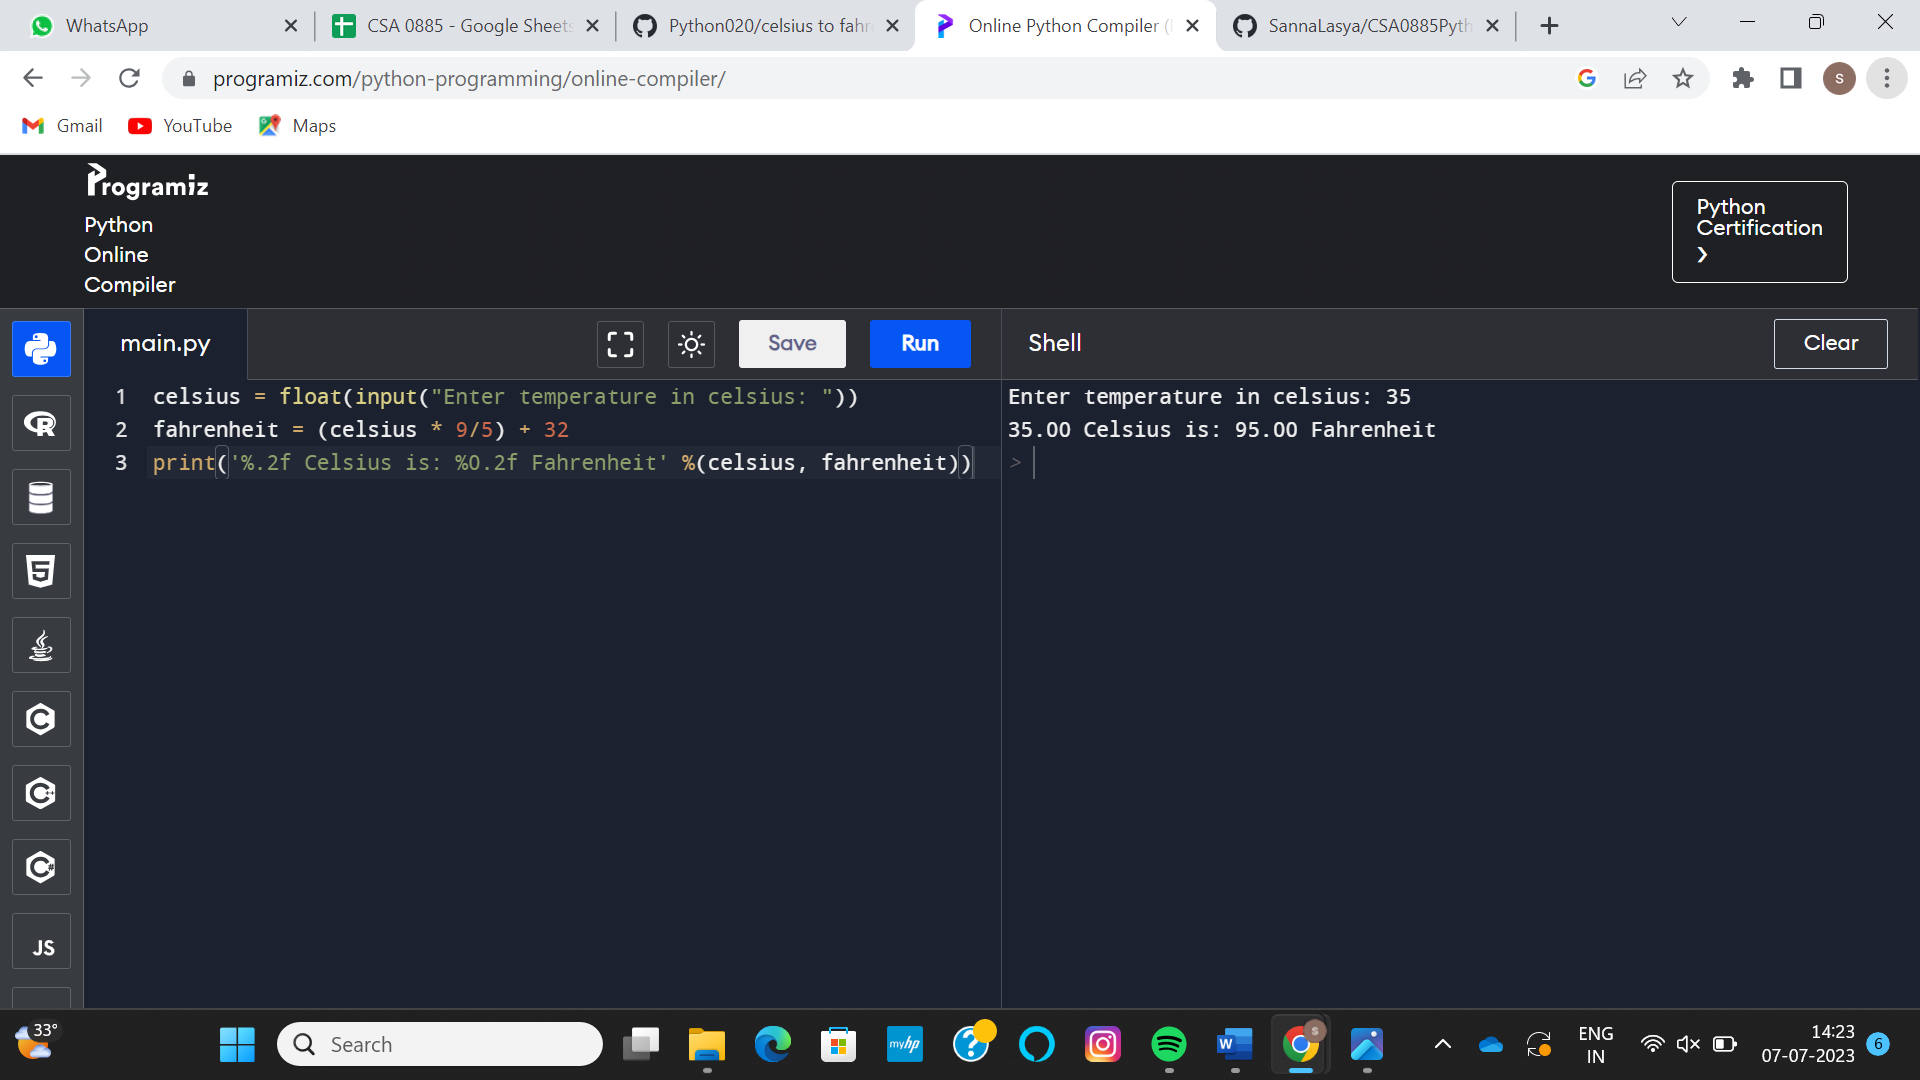 WhatsApp
CSA 0885 - Google Sheets
Python020/celsius to fahr
Online Python Compiler (
SannaLasya/CSA0885Pyth
programiz.com/python-programming/online-compiler/
s
Gmail
YouTube
Maps
Programiz
Python
Online
Compiler
Python
Certification
main.py
Save
Run
Shell
Clear
1 celsius = float(input("Enter temperature in celsius: "))
2 fahrenheit = (celsius * 9/5) + 32
3 print('%.2f Celsius is: %0.2f Fahrenheit' %(celsius, fahrenheit))
Enter temperature in celsius: 35
35.00 Celsius is: 95.00 Fahrenheit
>
R
5
C
C++
C#
JS
33°
Search
myhp
?
W
S
ENG
IN
14:23
07-07-2023
6